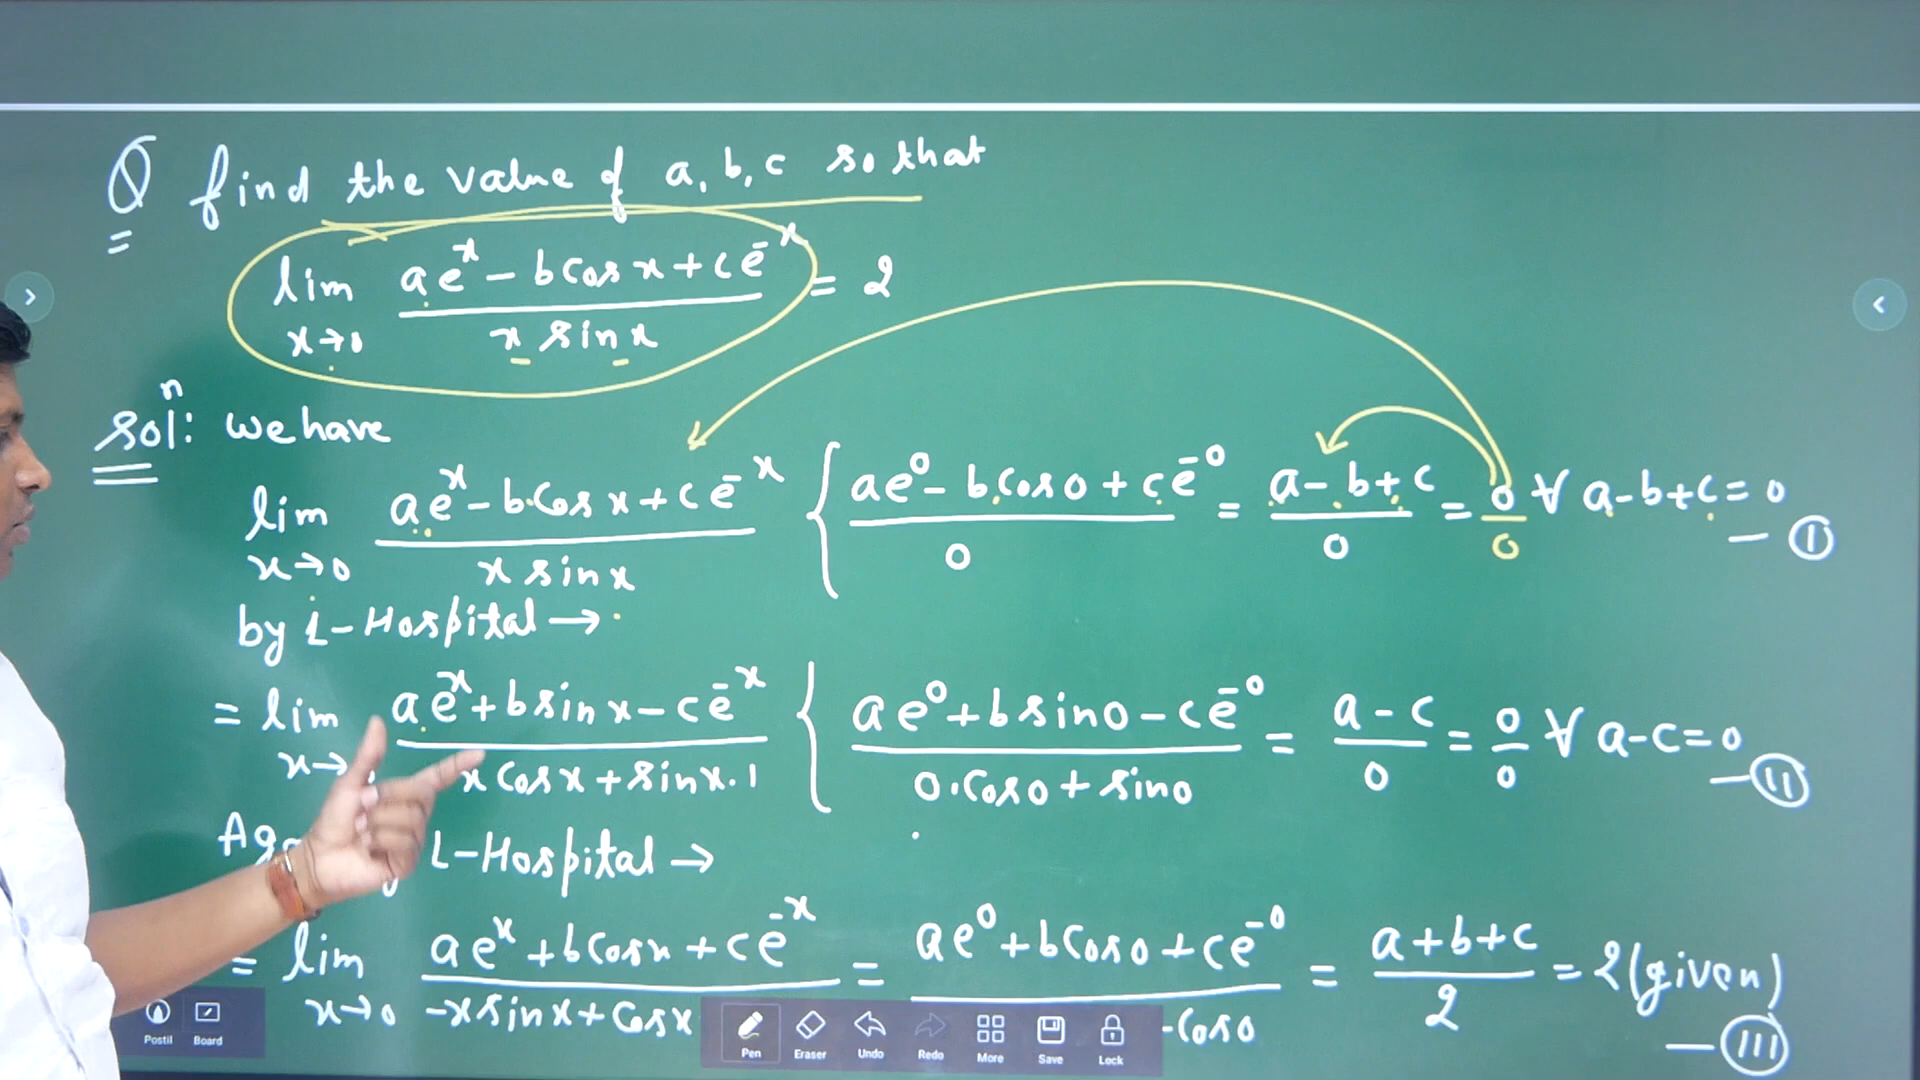 Q find the value of a, b, c so that
lim x→0 (ae^x - b cos x + ce^-x) / (x sin x) = 2
sol^n: we have
lim x→0 (ae^x - b·cos x + ce^-x) / (x sin x) { (ae^0 - b cos 0 + ce^-0) / 0 = (a - b + c) / 0 = 0/0 ∀ a-b+c=0 — (I)
by L-Hospital →
= lim (ae^x + b sin x - ce^-x) / (x cos x + sin x·1) { (ae^0 + b sin 0 - ce^-0) / (0·cos 0 + sin 0) = (a - c) / 0 = 0/0 ∀ a-c=0 — (II)
L-Hospital →
= lim x→0 (ae^x + b cos x + ce^-x) / (-x sin x + cos x = (ae^0 + b cos 0 + ce^-0) / -cos 0 = (a+b+c) / 2 = 2 (given) — (III)
Postil Board Pen Eraser Undo Redo More Save Lock